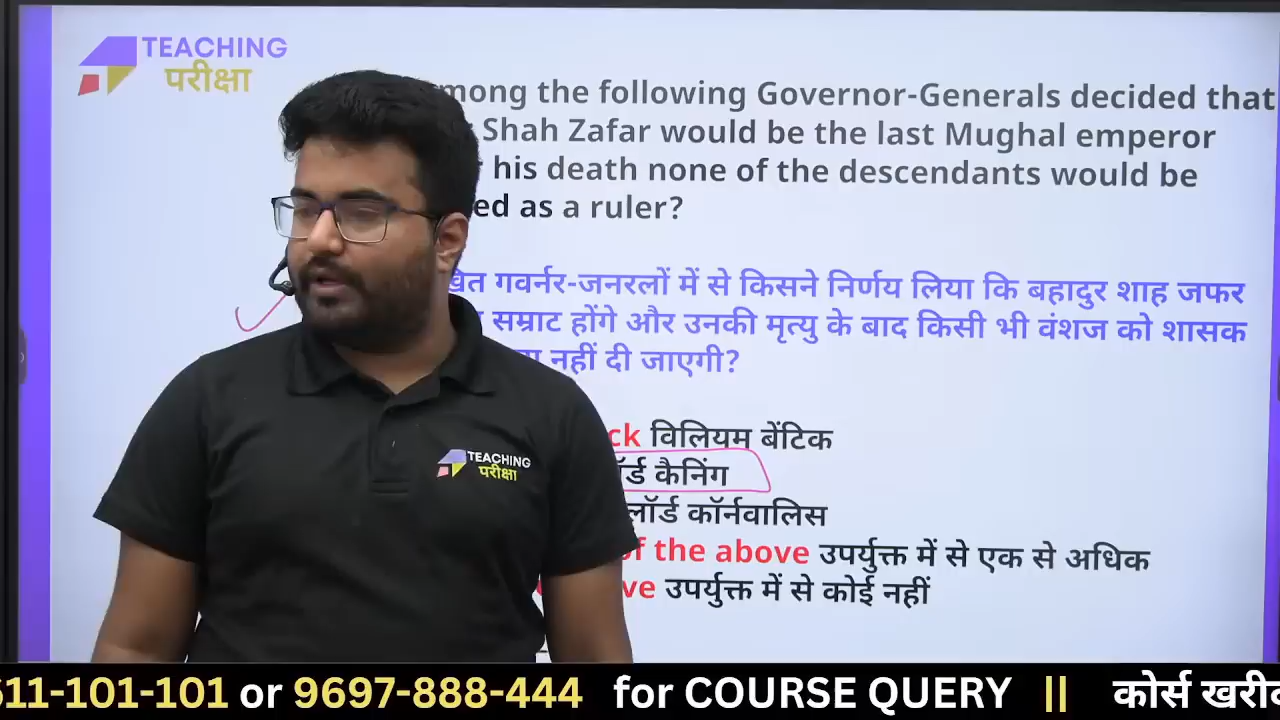 TEACHING
परीक्षा
among the following Governor-Generals decided that
Shah Zafar would be the last Mughal emperor
his death none of the descendants would be
ed as a ruler?
गवर्नर-जनरलों में से किसने निर्णय लिया कि बहादुर शाह जफर
सम्राट होंगे और उनकी मृत्यु के बाद किसी भी वंशज को शासक
नहीं दी जाएगी?
ck विलियम बेंटिक
कैनिंग
लॉर्ड कॉर्नवालिस
of the above उपर्युक्त में से एक से अधिक
ve उपर्युक्त में से कोई नहीं
TEACHING
परीक्षा
611-101-101 or 9697-888-444 for COURSE QUERY || कोर्स खरीद